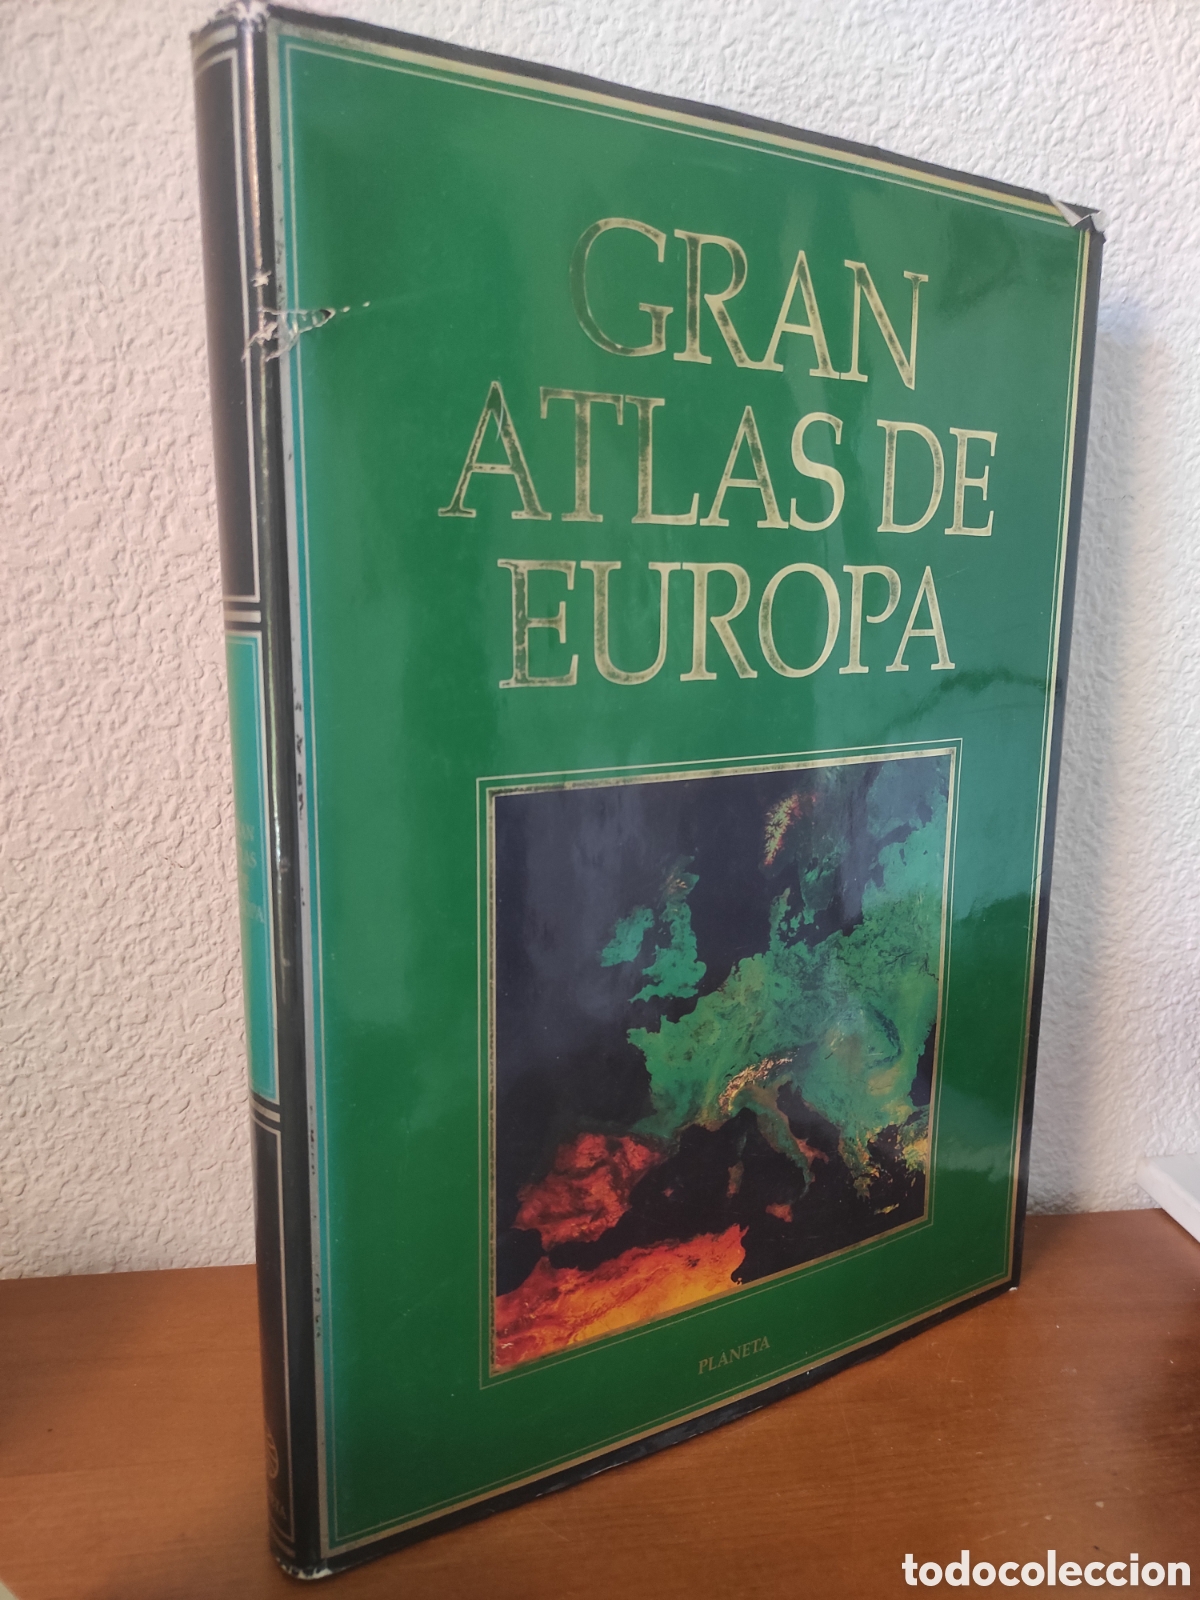 GRAN
ATLAS DE
EUROPA
PLANETA
todocoleccion